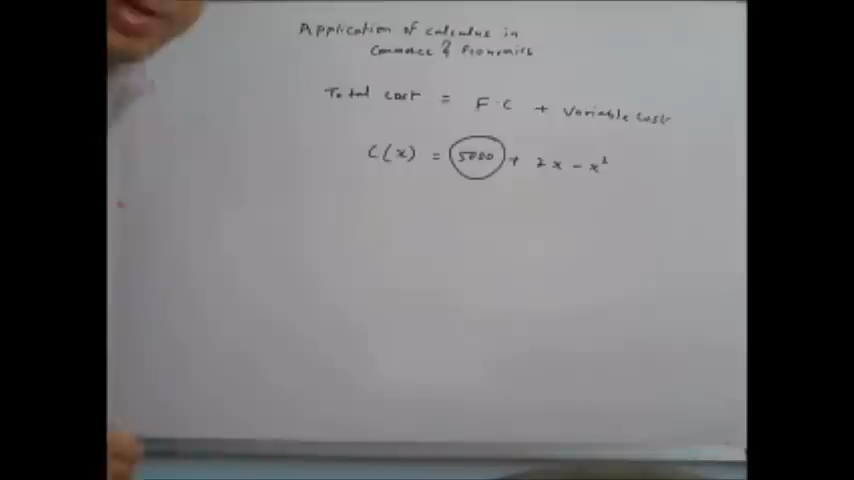 Application of calculus in
Commerce & Economics
Total cost = F.C + Variable cost
C(x) = 5000 + 2x - x²